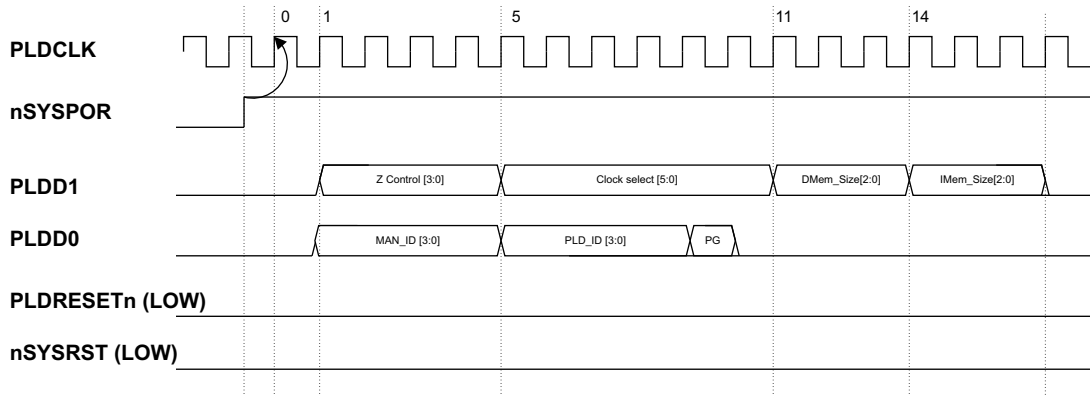 0 1 5 11 14
PLDCLK
nSYSPOR
PLDD1 Z Control [3:0] Clock select [5:0] DMem_Size[2:0] IMem_Size[2:0]
PLDD0 MAN_ID [3:0] PLD_ID [3:0] PG
PLDRESETn (LOW)
nSYSRST (LOW)